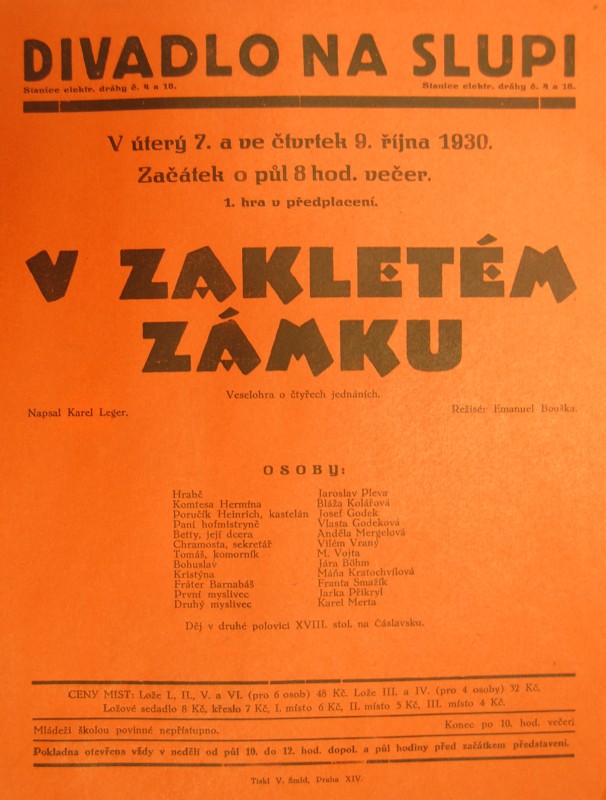 DIVADLO NA SLUPI
Stanice elektr. dráhy č. 4 a 18. Stanice elektr. dráhy č. 4 a 18.
V úterý 7. a ve čtvrtek 9. října 1930.
Začátek o půl 8 hod. večer.
1. hra v předplacení.
V ZAKLETÉM
ZÁMKU
Veselohra o čtyřech jednáních.
Napsal Karel Leger. Režisér Emanuel Bouška.
OSOBY:
Hrabě Jaroslav Pleva
Komtesa Hermína Bláža Kolářová
Poručík Heinrich, kastelán Josef Godek
Paní hofmistryně Vlasta Godeková
Betty, její dcera Anděla Mergelová
Chramosta, sekretář Vilém Vraný
Tomáš, komorník M. Vojta
Bohuslav Jára Böhm
Kristýna Máňa Kratochvílová
Fráter Barnabáš Franta Smažík
První myslivec Jarka Přikryl
Druhý myslivec Karel Merta
Děj v druhé polovici XVIII. stol. na Čáslavsku.
CENY MÍST: Lože I., II., V. a VI. (pro 6 osob) 48 Kč. Lože III. a IV. (pro 4 osoby) 32 Kč.
Ložové sedadlo 8 Kč, křeslo 7 Kč, I. místo 6 Kč, II. místo 5 Kč, III. místo 4 Kč.
Mládeži školou povinné nepřístupno. Konec po 10. hod. večer
Pokladna otevřena vždy v neděli od půl 10. do 12. hod. dopol. a půl hodiny před začátkem představení.
Tiskl V. Šmíd, Praha XIV.